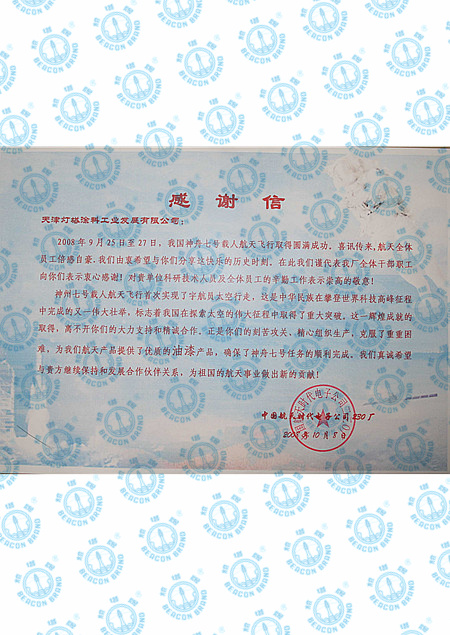 感谢信
天津灯塔涂料工业发展有限公司：
2008年9月25日至27日，我国神舟七号载人航天飞行取得圆满成功。喜讯传来，航天全体
员工倍感自豪。我们由衷希望与你们分享这快乐的历史时刻。在此我们谨代表我厂全体干部职工
向你们表示衷心感谢！对贵单位科研技术人员及全体员工的辛勤工作表示崇高的敬意！
神州七号载人航天飞行首次实现了宇航员太空行走，这是中华民族在攀登世界科技高峰征程
中完成的又一伟大壮举，标志着我国在探索太空的伟大征程中取得了重大突破。这一辉煌成就的
取得，离不开你们的大力支持和精诚合作。正是你们的刻苦攻关、精心组织生产，克服了重重困
难，为我们航天产品提供了优质的油漆产品，确保了神舟七号任务的顺利完成。我们真诚希望
与贵方继续保持和发展合作伙伴关系，为祖国的航天事业做出新的贡献！
中国航天时代电子公司230厂
2008年10月8日
BEACON BRAND